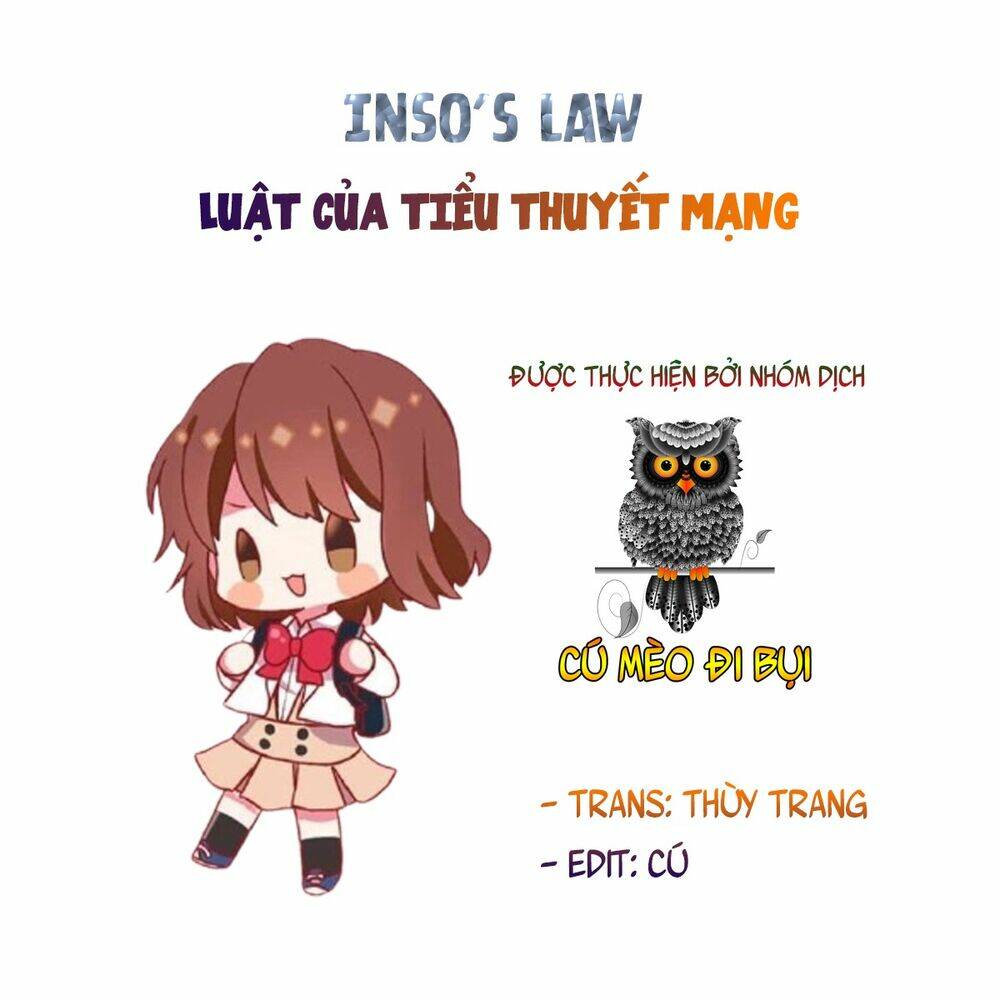 INSO'S LAW
LUẬT CỦA TIỂU THUYẾT MẠNG
ĐƯỢC THỰC HIỆN BỞI NHÓM DỊCH
CÚ MÈO ĐI BỤI
- TRANS: THÙY TRANG
- EDIT: CÚ